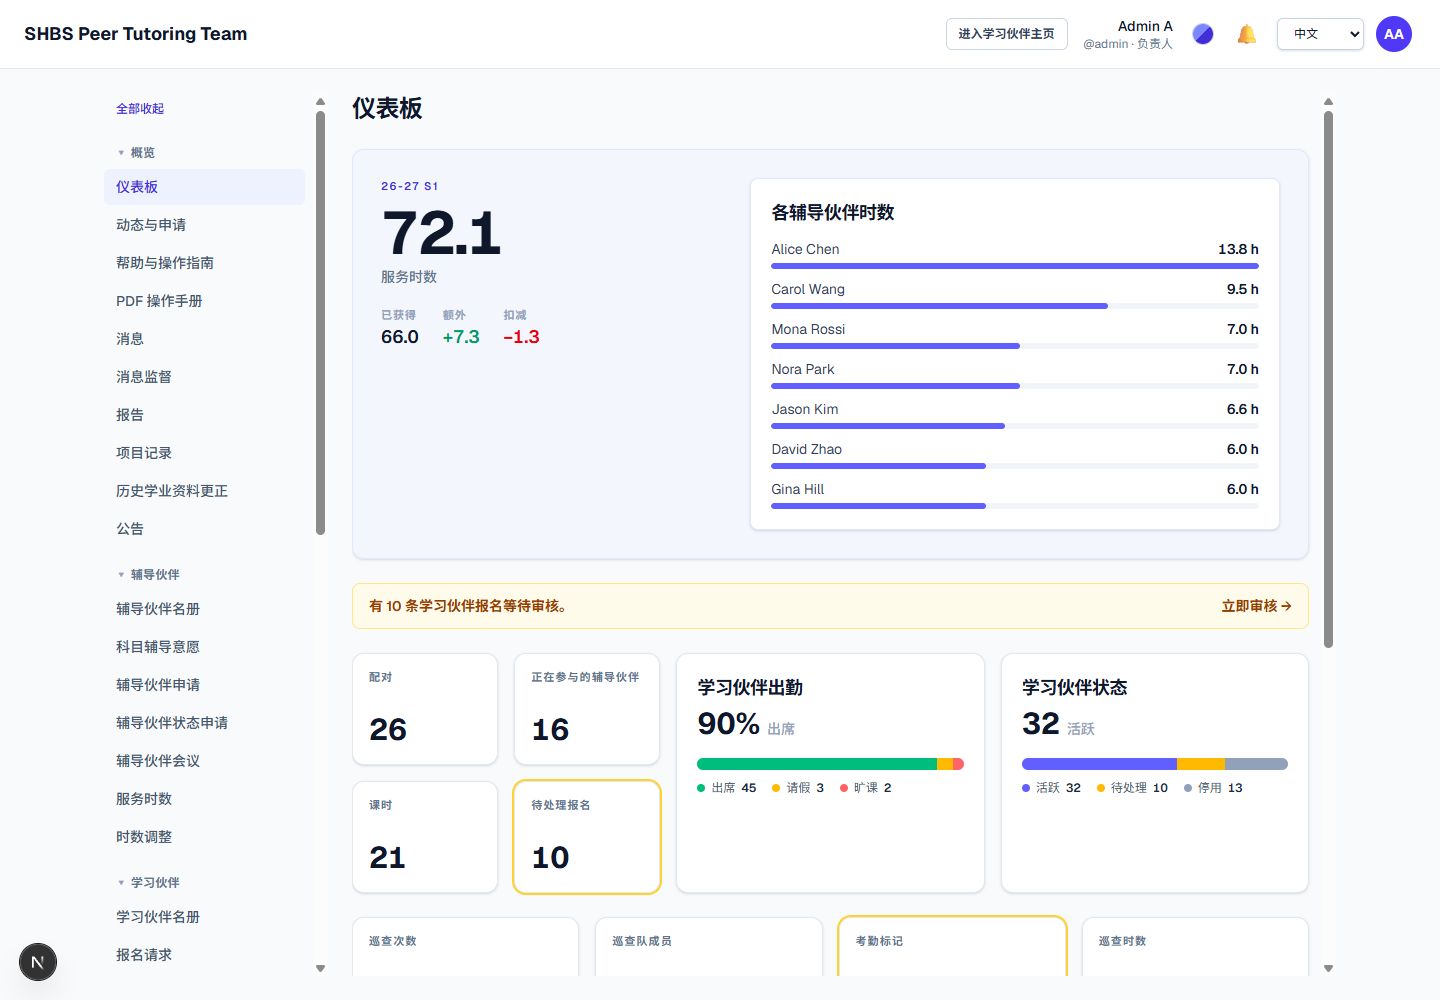 SHBS Peer Tutoring Team
进入学习伙伴主页
Admin A
@admin · 负责人
中文
AA
全部收起
概览
仪表板
动态与申请
帮助与操作指南
PDF 操作手册
消息
消息监督
报告
项目记录
历史学业资料更正
公告
辅导伙伴
辅导伙伴名册
科目辅导意愿
辅导伙伴申请
辅导伙伴状态申请
辅导伙伴会议
服务时数
时数调整
学习伙伴
学习伙伴名册
报名请求
N
仪表板
26-27 S1
72.1
服务时数
已获得 额外 扣减
66.0 +7.3 −1.3
各辅导伙伴时数
Alice Chen 13.8 h
Carol Wang 9.5 h
Mona Rossi 7.0 h
Nora Park 7.0 h
Jason Kim 6.6 h
David Zhao 6.0 h
Gina Hill 6.0 h
有 10 条学习伙伴报名等待审核。 立即审核 →
配对
26
正在参与的辅导伙伴
16
课时
21
待处理报名
10
学习伙伴出勤
90% 出席
出席 45 请假 3 旷课 2
学习伙伴状态
32 活跃
活跃 32 待处理 10 停用 13
巡查次数
巡查队成员
考勤标记
巡查时数